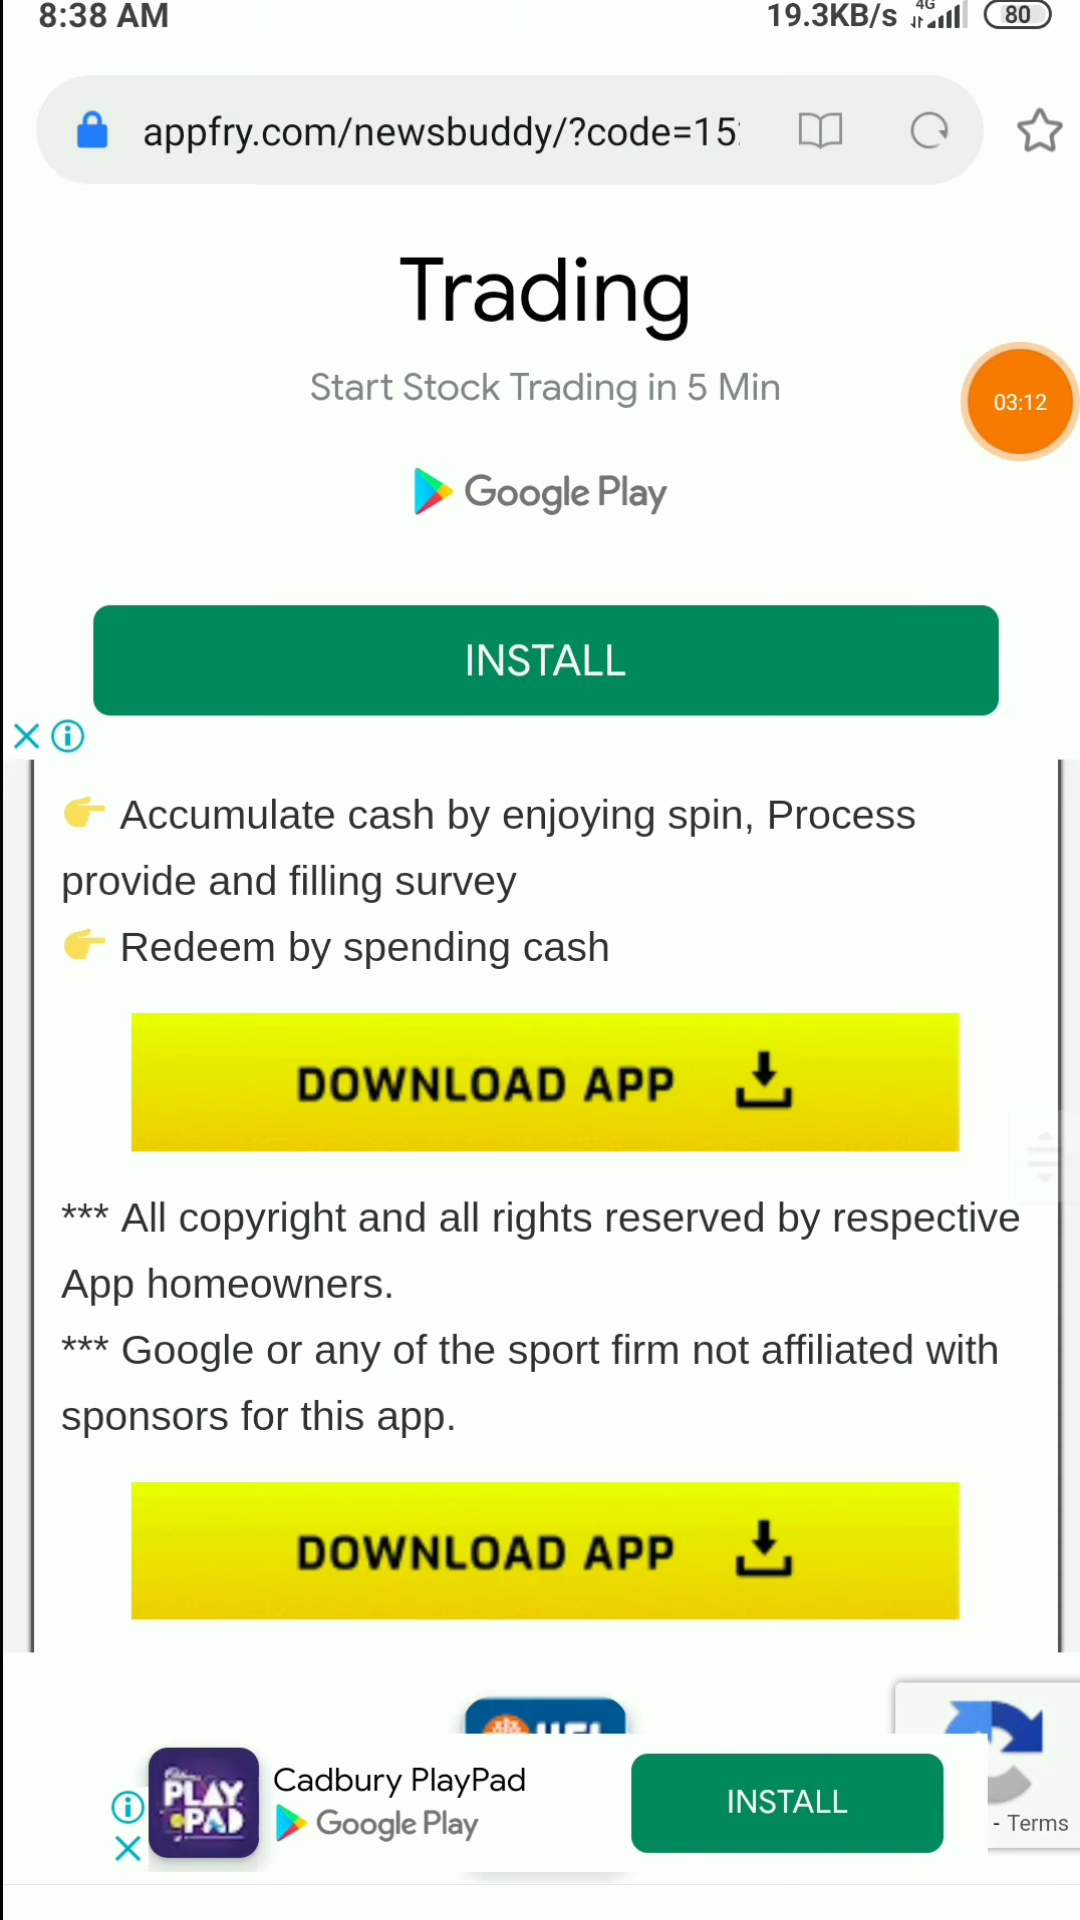 8:38 AM 19.3KB/s 4G 80
appfry.com/newsbuddy/?code=15
Trading
Start Stock Trading in 5 Min
03:12
Google Play
INSTALL
👉 Accumulate cash by enjoying spin, Process
provide and filling survey
👉 Redeem by spending cash
DOWNLOAD APP
*** All copyright and all rights reserved by respective
App homeowners.
*** Google or any of the sport firm not affiliated with
sponsors for this app.
DOWNLOAD APP
Cadbury PlayPad
Google Play
PLAY
PAD
INSTALL
- Terms